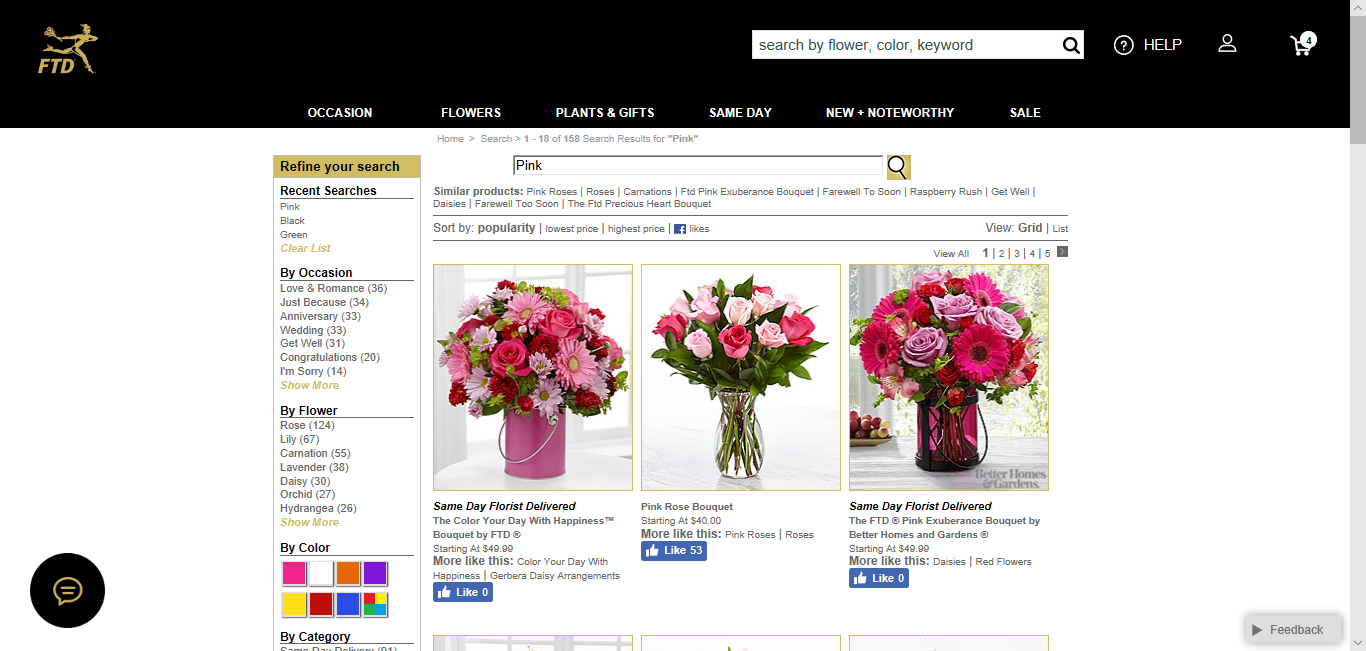 FTD
search by flower, color, keyword
HELP
4
OCCASION
FLOWERS
PLANTS & GIFTS
SAME DAY
NEW + NOTEWORTHY
SALE
Home > Search > 1 - 18 of 158 Search Results for "Pink"
Refine your search
Recent Searches
Pink
Black
Green
Clear List
By Occasion
Love & Romance (36)
Just Because (34)
Anniversary (33)
Wedding (33)
Get Well (31)
Congratulations (20)
I'm Sorry (14)
Show More
By Flower
Rose (124)
Lily (67)
Carnation (55)
Lavender (38)
Daisy (30)
Orchid (27)
Hydrangea (26)
Show More
By Color
By Category
Same Day Delivery (91)
Pink
Similar products: Pink Roses | Roses | Carnations | Ftd Pink Exuberance Bouquet | Farewell To Soon | Raspberry Rush | Get Well |
Daisies | Farewell Too Soon | The Ftd Precious Heart Bouquet
Sort by: popularity | lowest price | highest price | likes
View: Grid | List
View All 1 | 2 | 3 | 4 | 5
Same Day Florist Delivered
The Color Your Day With Happiness™
Bouquet by FTD ®
Starting At $49.99
More like this: Color Your Day With
Happiness | Gerbera Daisy Arrangements
Like 0
Pink Rose Bouquet
Starting At $40.00
More like this: Pink Roses | Roses
Like 53
Better Homes
& Gardens.
Same Day Florist Delivered
The FTD ® Pink Exuberance Bouquet by
Better Homes and Gardens ®
Starting At $49.99
More like this: Daisies | Red Flowers
Like 0
Feedback